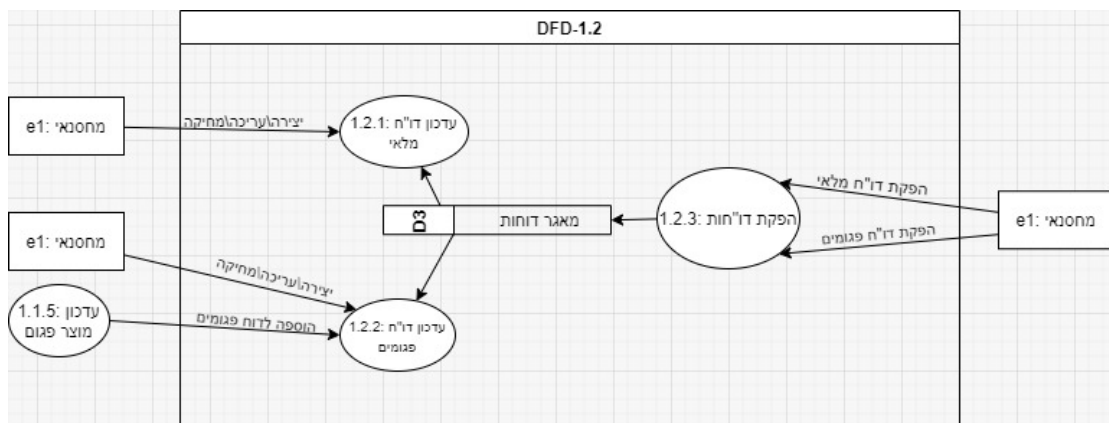 DFD-1.2
e1: מחסנאי
יצירה\עריכה\מחיקה
1.2.1: עדכון דו"ח
מלאי
הפקת דו"ח מלאי
D3
מאגר דוחות
1.2.3: הפקת דו"חות
e1: מחסנאי
הפקת דו"ח פגומים
e1: מחסנאי
יצירה\עריכה\מחיקה
1.1.5: עדכון
מוצר פגום
הוספה לדוח פגומים
1.2.2: עדכון דו"ח
פגומים